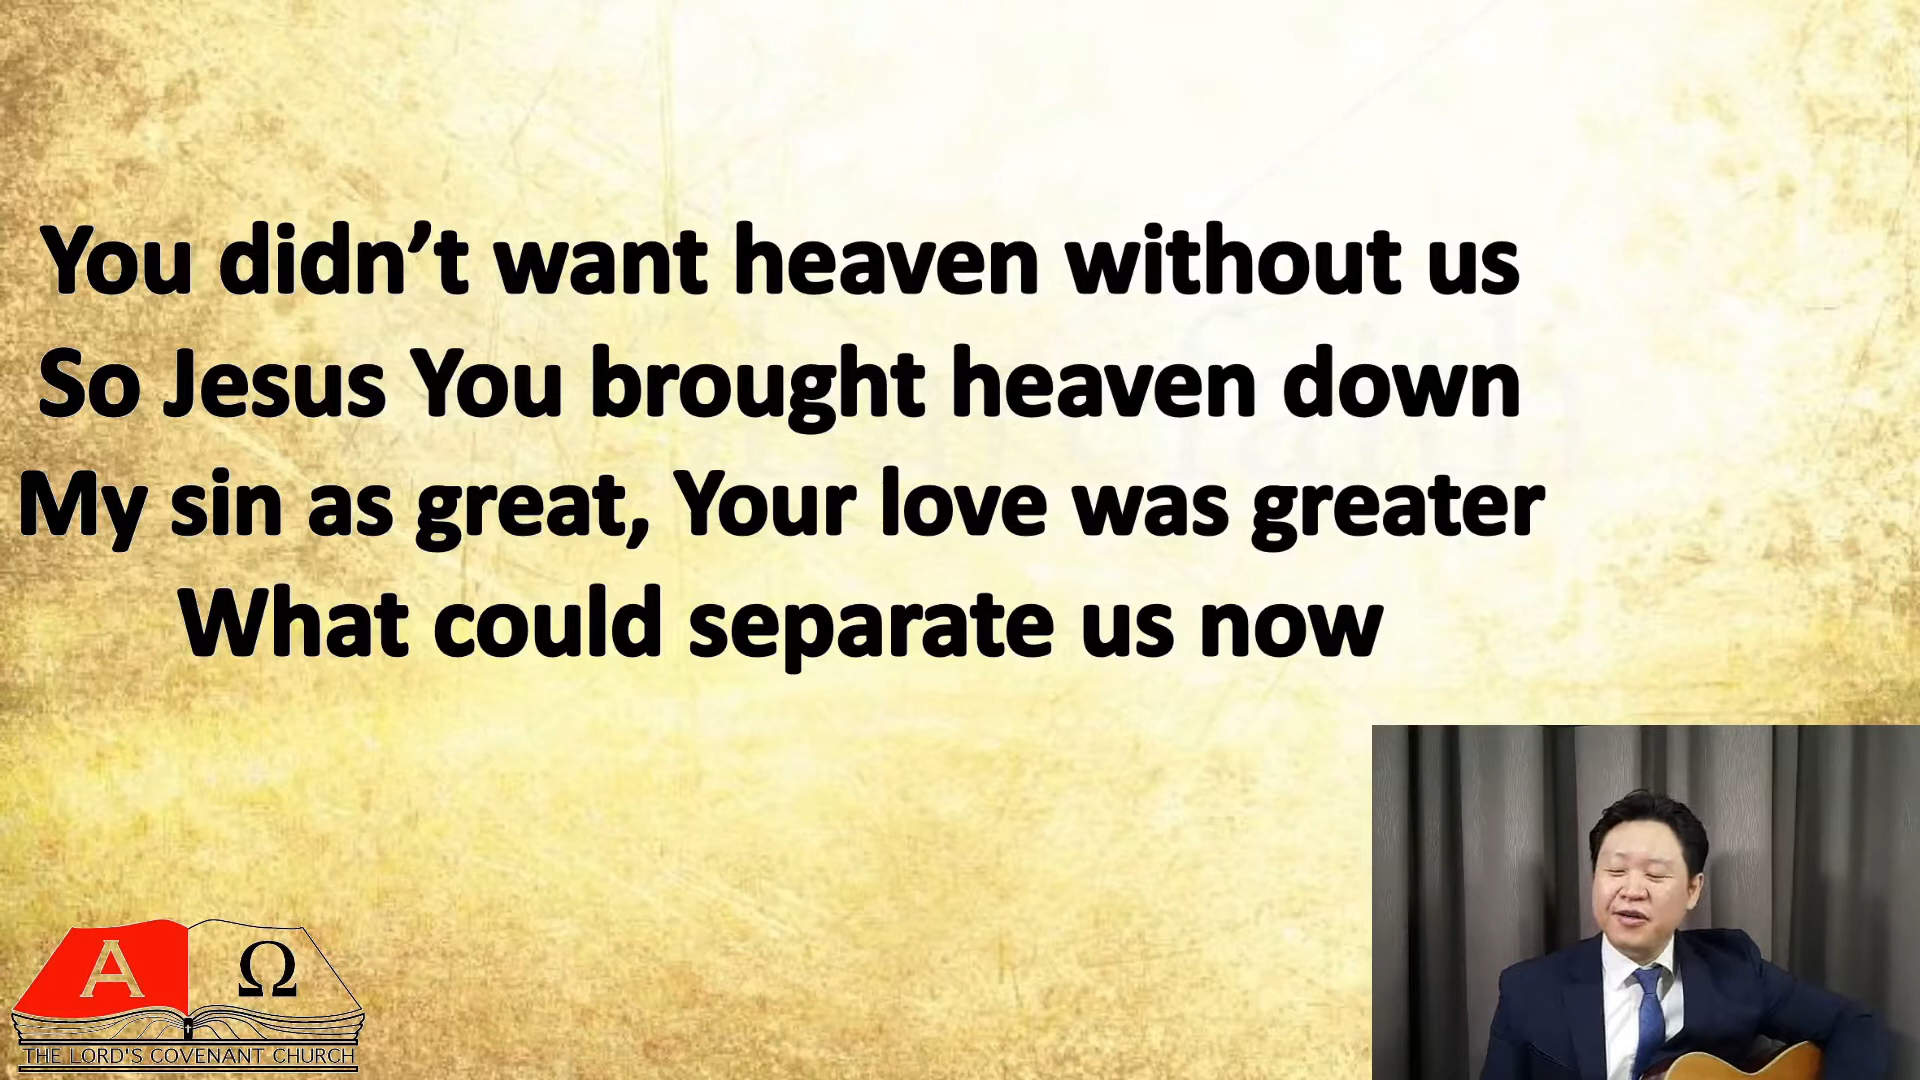 You didn’t want heaven without us
So Jesus You brought heaven down
My sin as great, Your love was greater
What could separate us now
A Ω
THE LORD'S COVENANT CHURCH